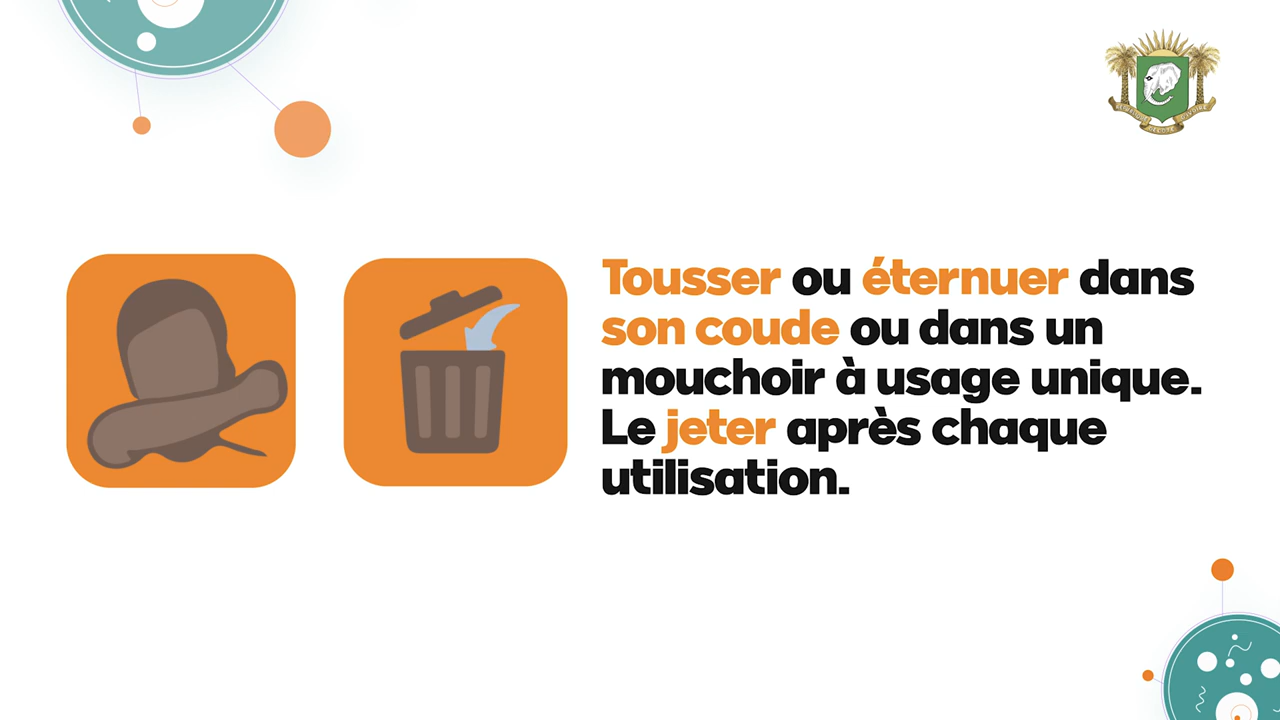 Tousser ou éternuer dans
son coude ou dans un
mouchoir à usage unique.
Le jeter après chaque
utilisation.